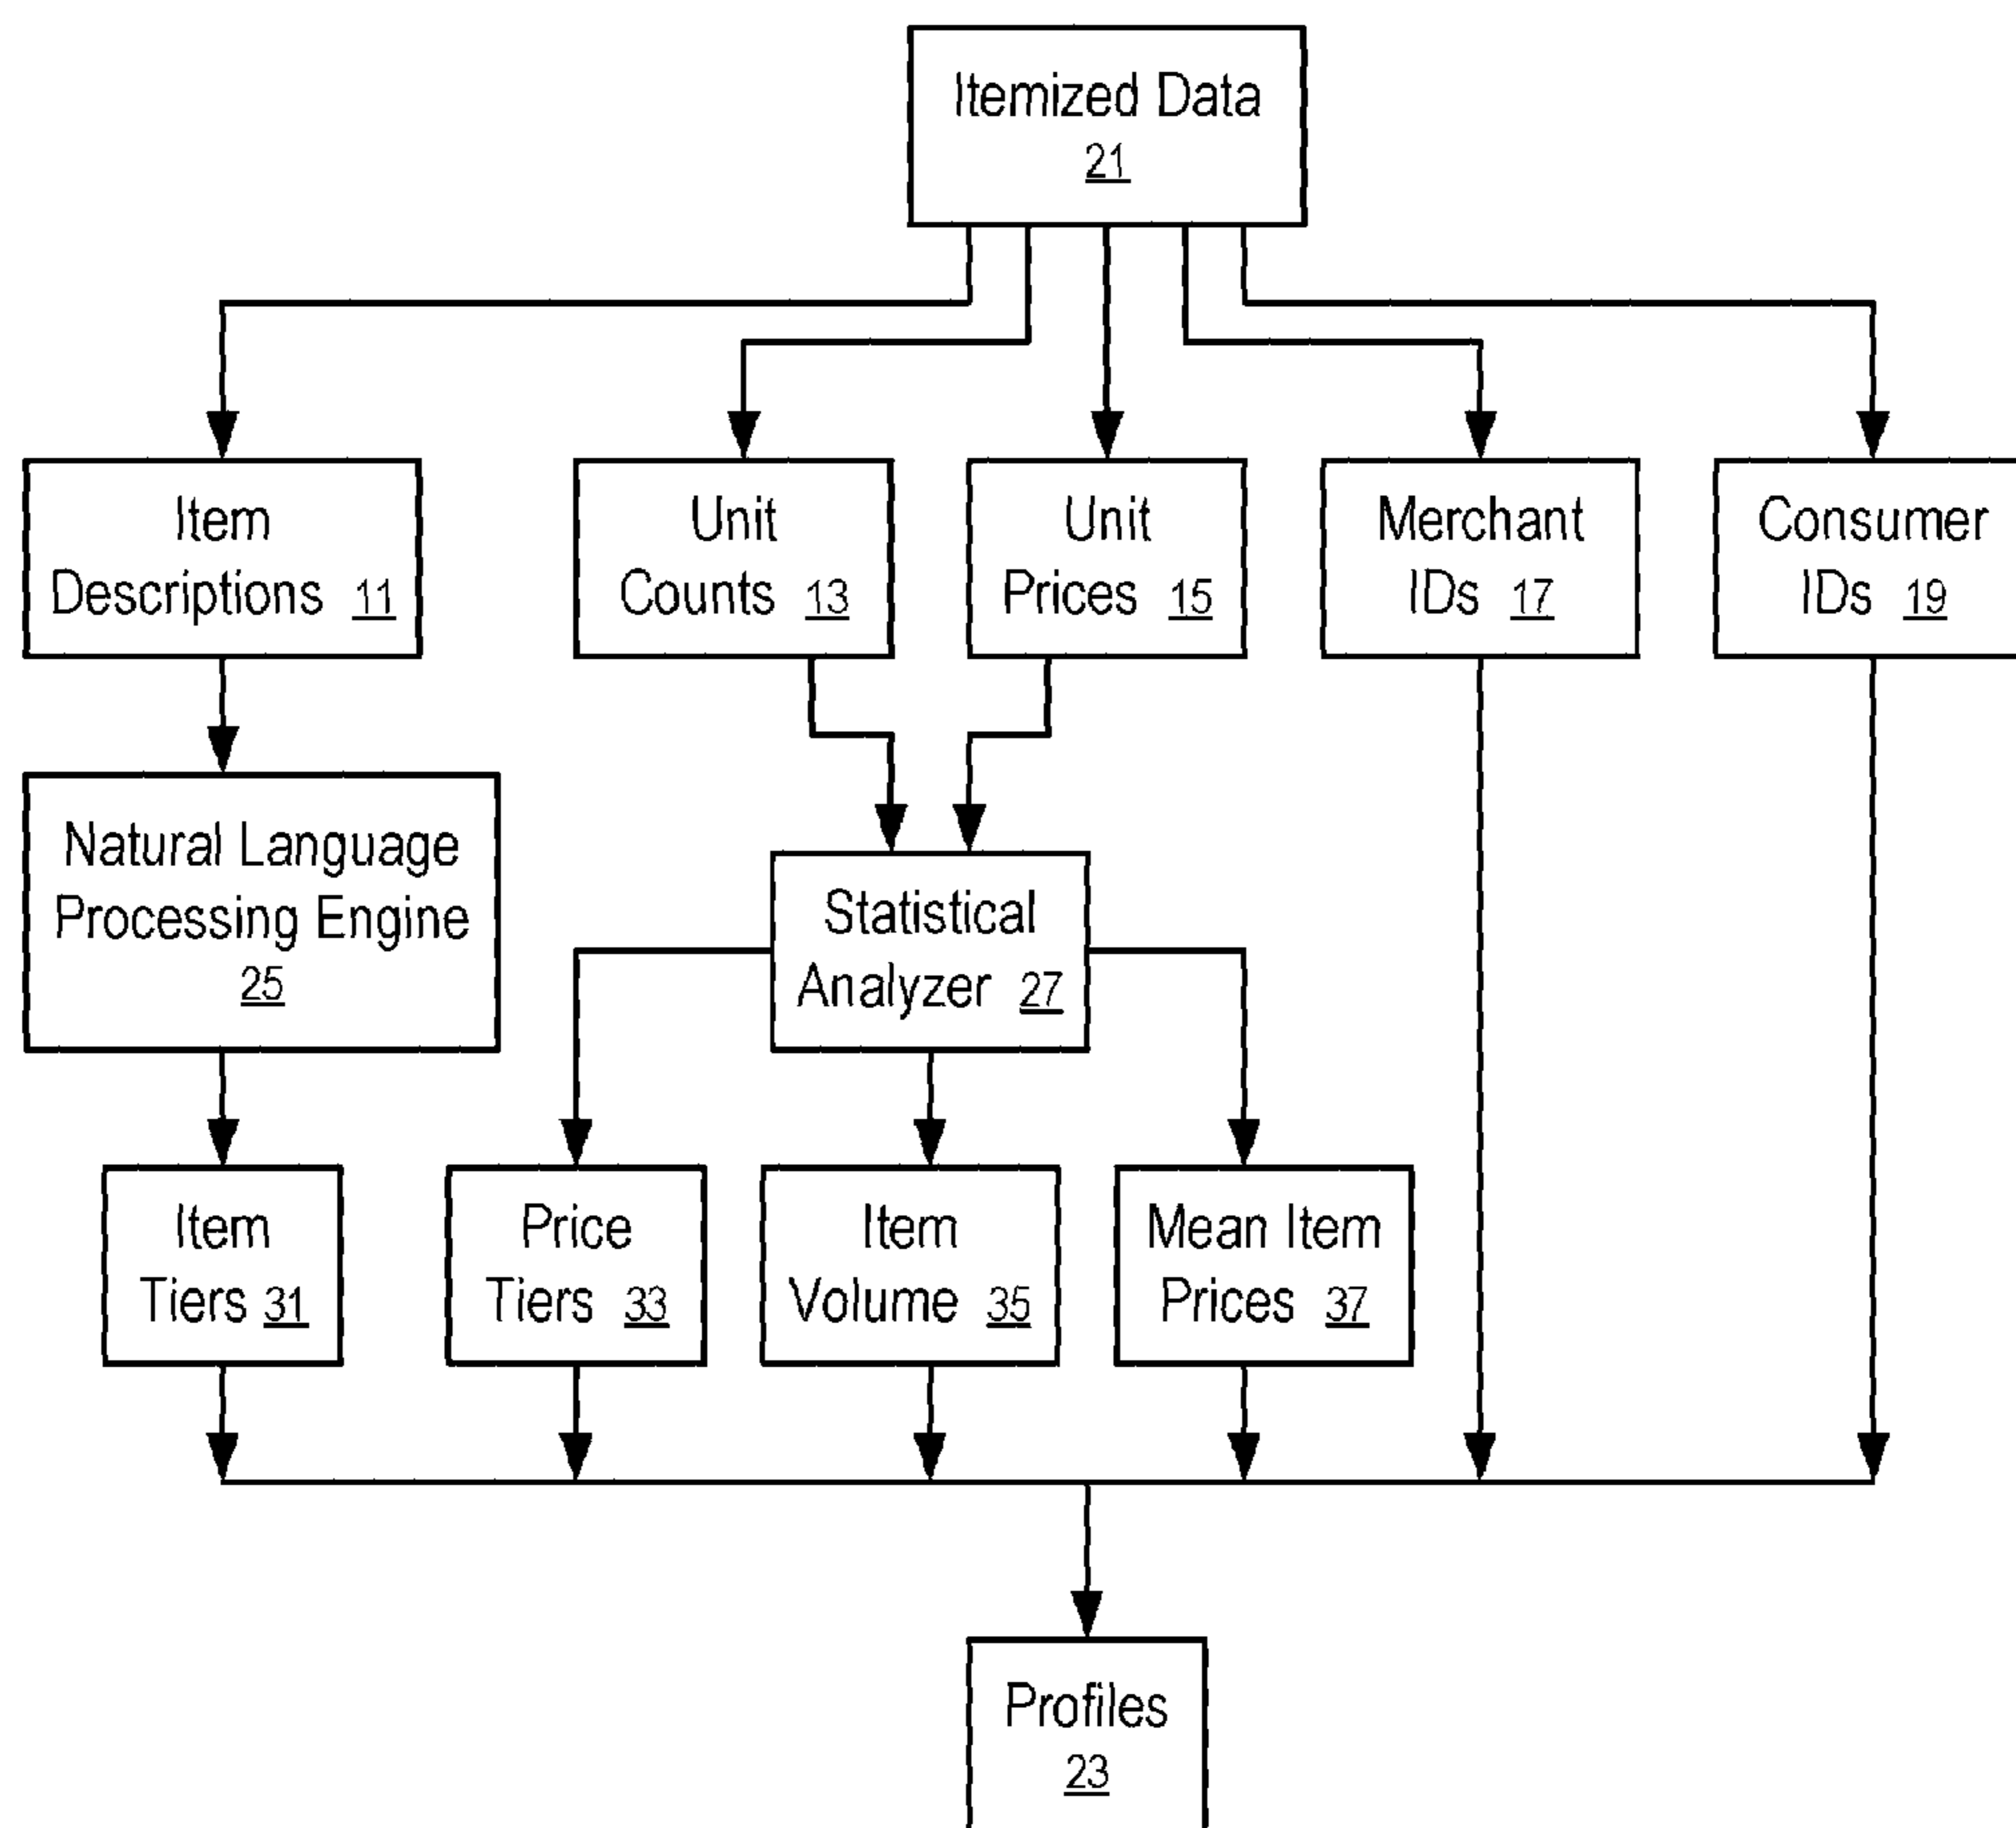 Itemized Data
21
Item
Descriptions 11
Unit
Counts 13
Unit
Prices 15
Merchant
IDs 17
Consumer
IDs 19
Natural Language
Processing Engine
25
Statistical
Analyzer 27
Item
Tiers 31
Price
Tiers 33
Item
Volume 35
Mean Item
Prices 37
Profiles
23